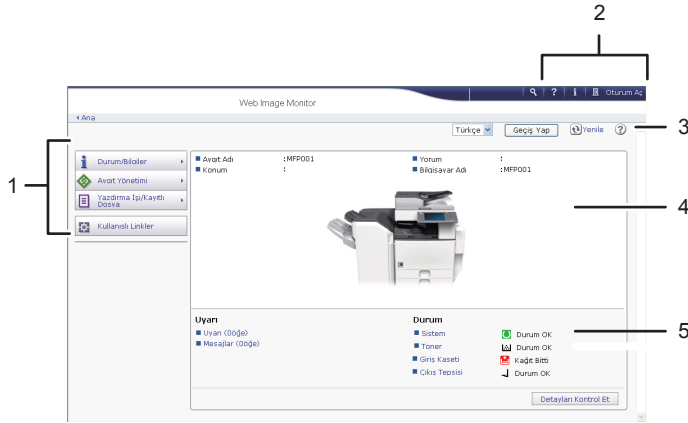 2
Oturum Aç
Web Image Monitor
Ana
Türkçe Geçiş Yap Yenile ? 3
1
Durum/Bilgiler
Aygıt Yönetimi
Yazdırma İşi/Kayıtlı
Dosya
Kullanışlı Linkler
Aygıt Adı :MFP001 Yorum :
Konum : Bilgisayar Adı :MFP001
4
Uyarı Durum
Uyarı (0öğe) Sistem Durum OK 5
Mesajlar (0öğe) Toner Durum OK
Giriş Kaseti Kağıt Bitti
Çıkış Tepsisi Durum OK
Detayları Kontrol Et